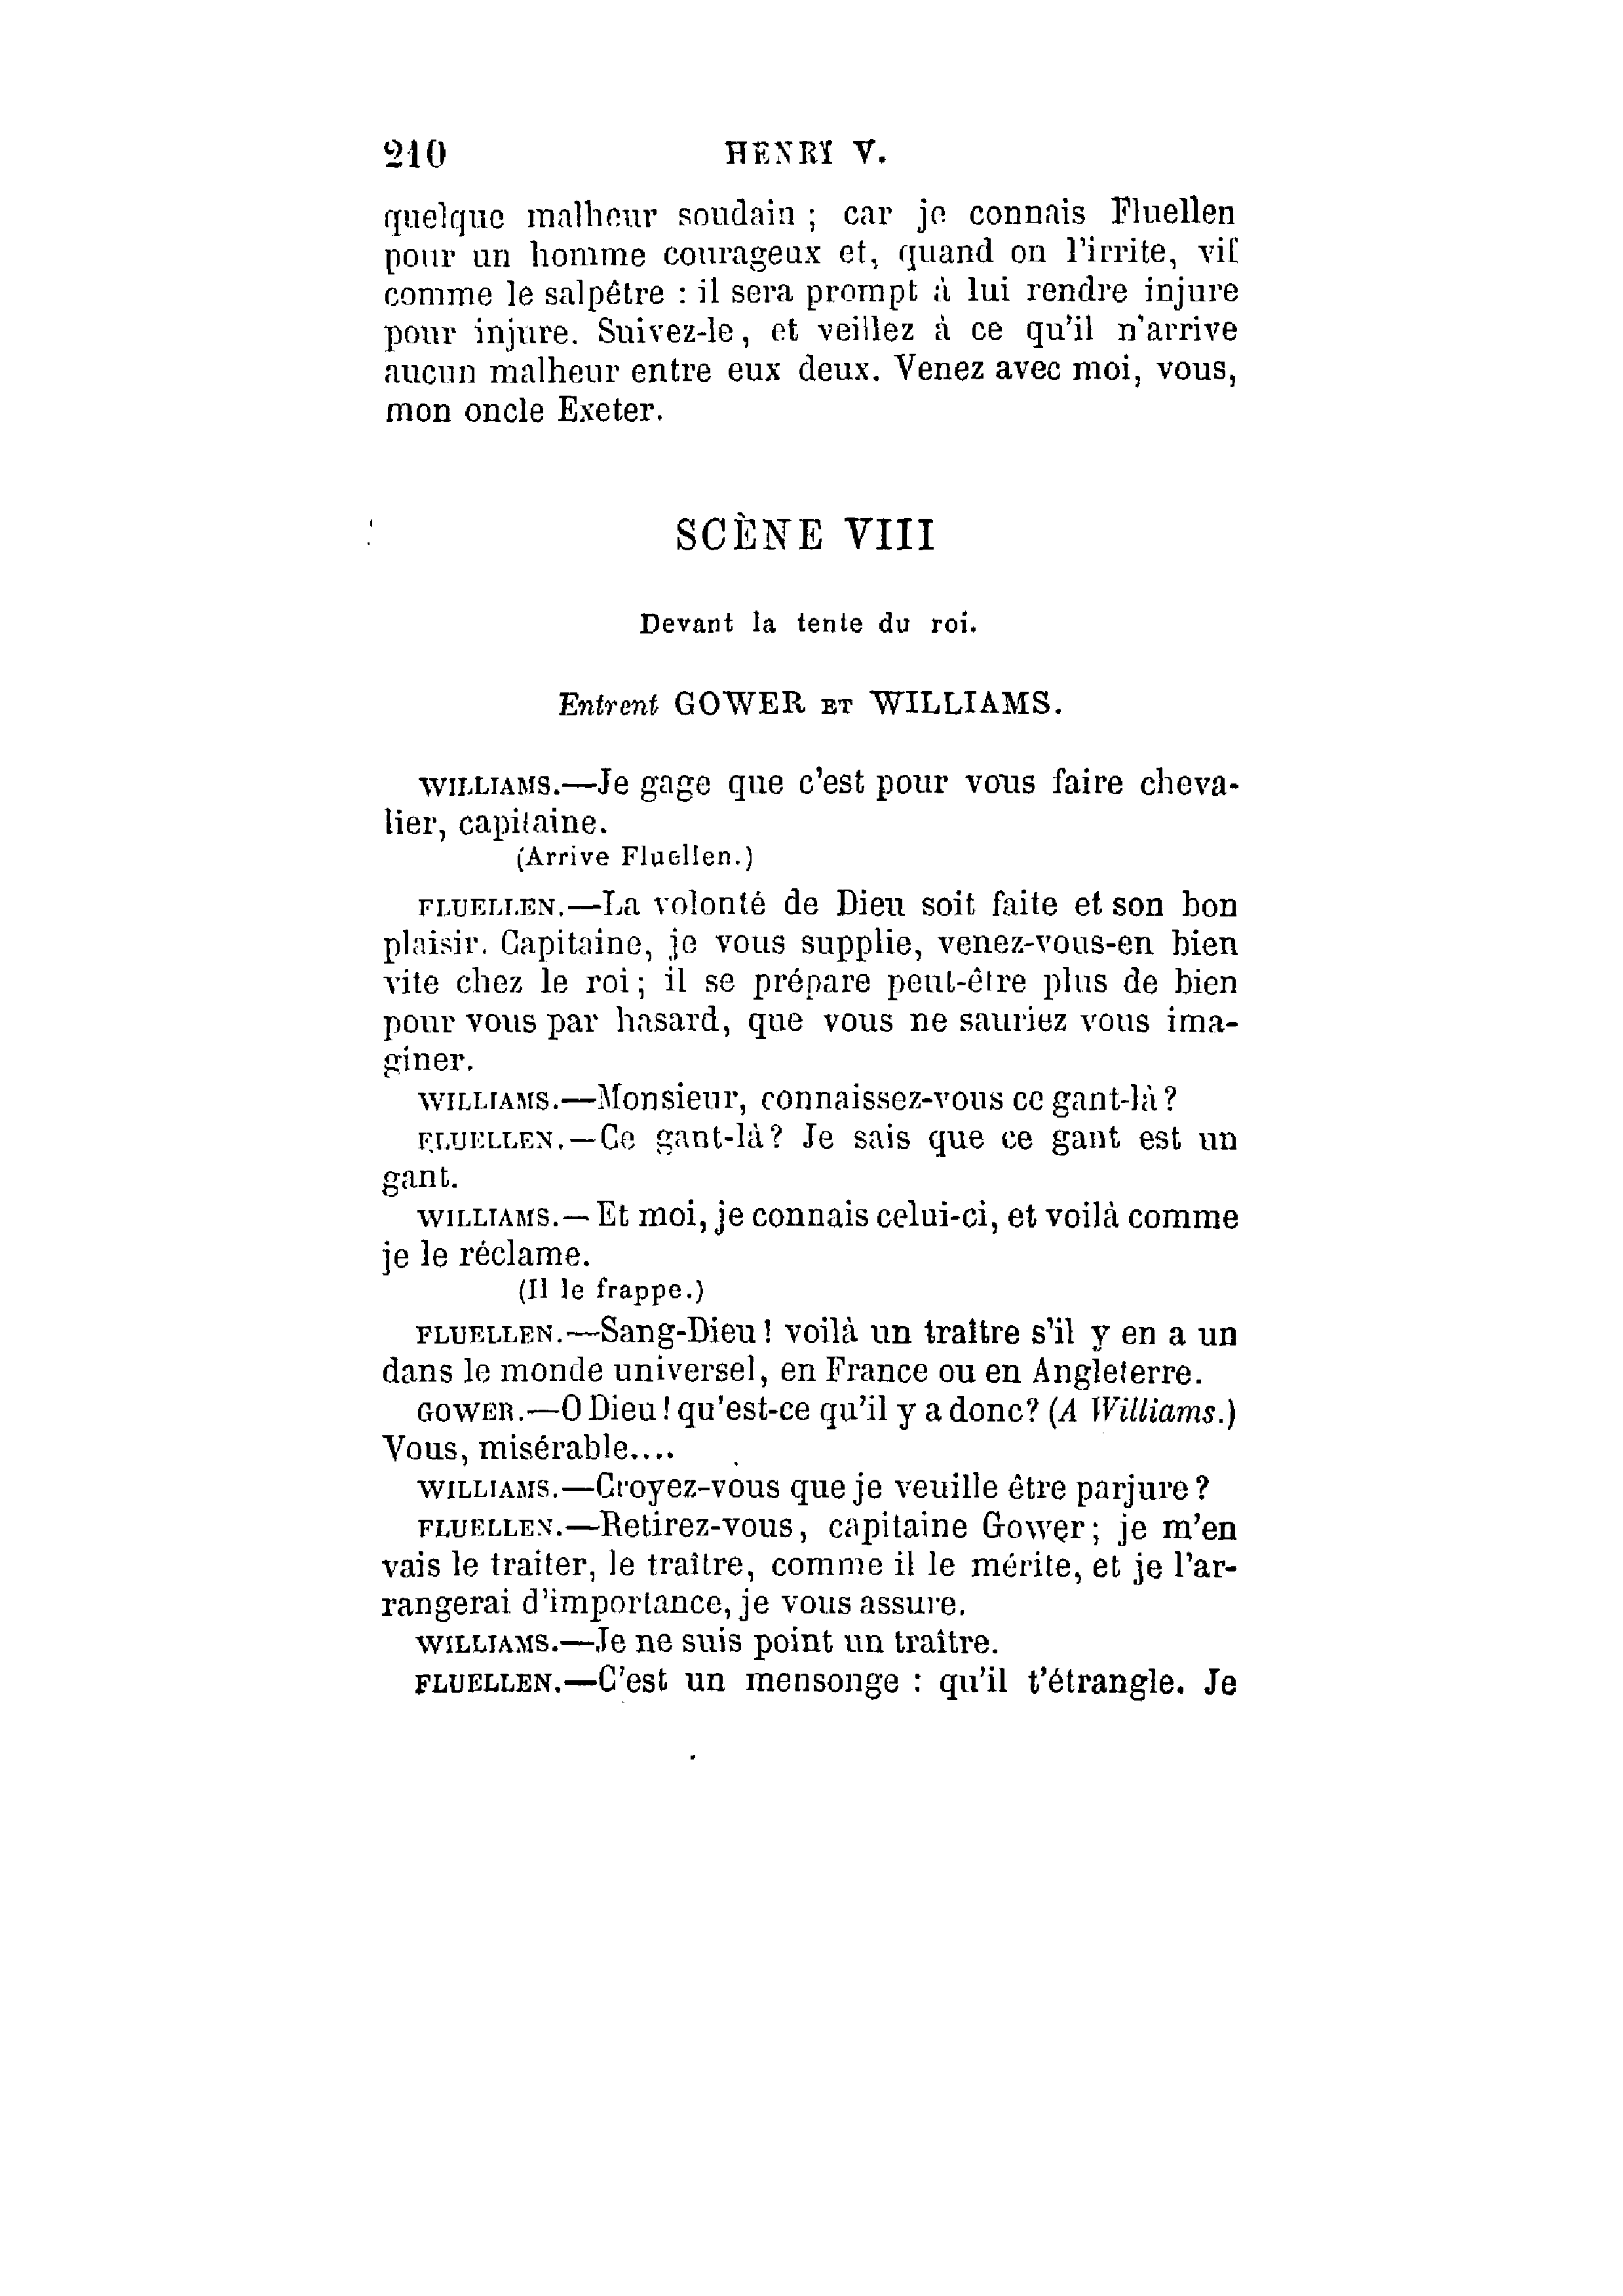 210 HENRY V.
quelque malheur soudain ; car je connais Fluellen
pour un homme courageux et, quand on l'irrite, vif
comme le salpêtre : il sera prompt à lui rendre injure
pour injure. Suivez-le, et veillez à ce qu'il n'arrive
aucun malheur entre eux deux. Venez avec moi, vous,
mon oncle Exeter.
SCÈNE VIII
Devant la tente du roi.
Entrent GOWER ET WILLIAMS.
WILLIAMS.—Je gage que c'est pour vous faire cheva-
lier, capitaine.
(Arrive Fluellen.)
FLUELLEN.—La volonté de Dieu soit faite et son bon
plaisir. Capitaine, je vous supplie, venez-vous-en bien
vite chez le roi ; il se prépare peut-être plus de bien
pour vous par hasard, que vous ne sauriez vous ima-
giner.
WILLIAMS.—Monsieur, connaissez-vous ce gant-là ?
FLUELLEN.—Ce gant-là ? Je sais que ce gant est un
gant.
WILLIAMS.— Et moi, je connais celui-ci, et voilà comme
je le réclame.
(Il le frappe.)
FLUELLEN.—Sang-Dieu ! voilà un traître s'il y en a un
dans le monde universel, en France ou en Angleterre.
GOWER.—O Dieu ! qu'est-ce qu'il y a donc? (A Williams.)
Vous, misérable....
WILLIAMS.—Croyez-vous que je veuille être parjure ?
FLUELLEN.—Retirez-vous, capitaine Gower ; je m'en
vais le traiter, le traître, comme il le mérite, et je l'ar-
rangerai d'importance, je vous assure.
WILLIAMS.—Je ne suis point un traître.
FLUELLEN.—C'est un mensonge : qu'il t'étrangle. Je